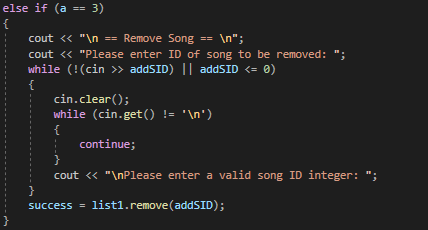 else if (a == 3)
{
cout << "\n == Remove Song == \n";
cout << "Please enter ID of song to be removed: ";
while (!(cin >> addSID) || addSID <= 0)
{
cin.clear();
while (cin.get() != '\n')
{
continue;
}
cout << "\nPlease enter a valid song ID integer: ";
}
success = list1.remove(addSID);
}